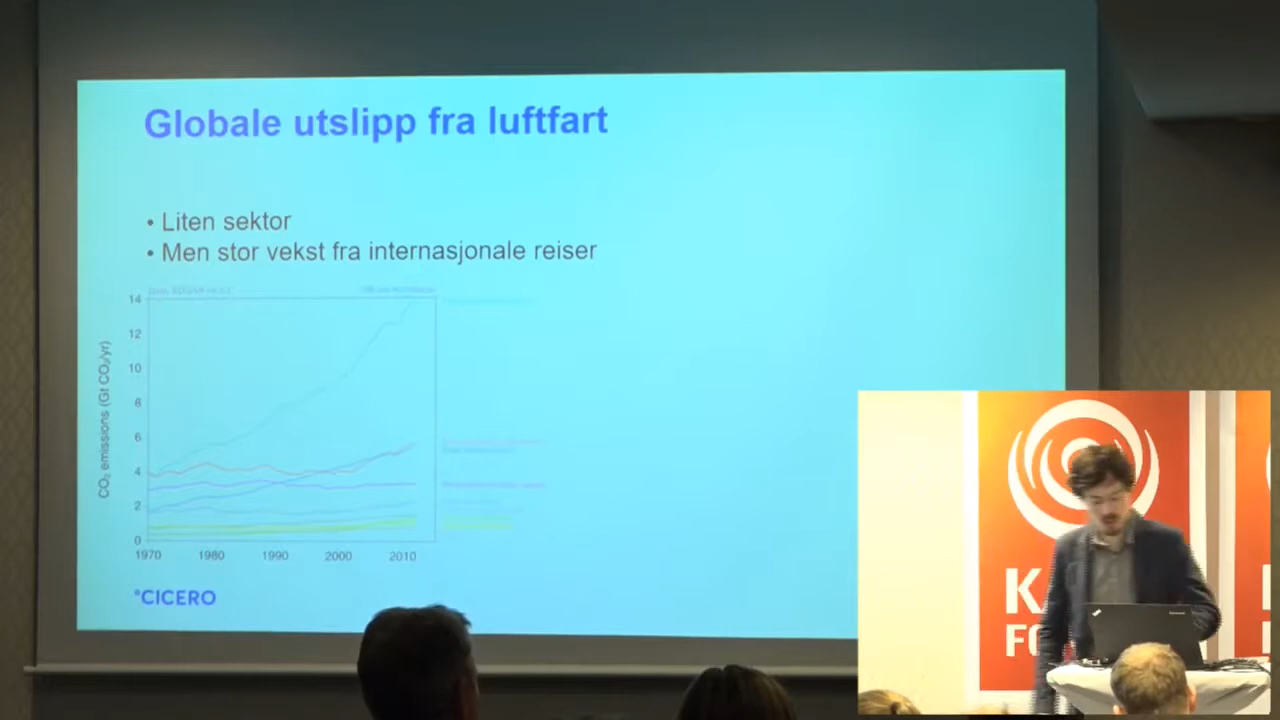 Globale utslipp fra luftfart
• Liten sektor
• Men stor vekst fra internasjonale reiser
14
12
10
8
6
4
2
0
CO₂ emissions (Gt CO₂/yr)
1970 1980 1990 2000 2010
°CICERO